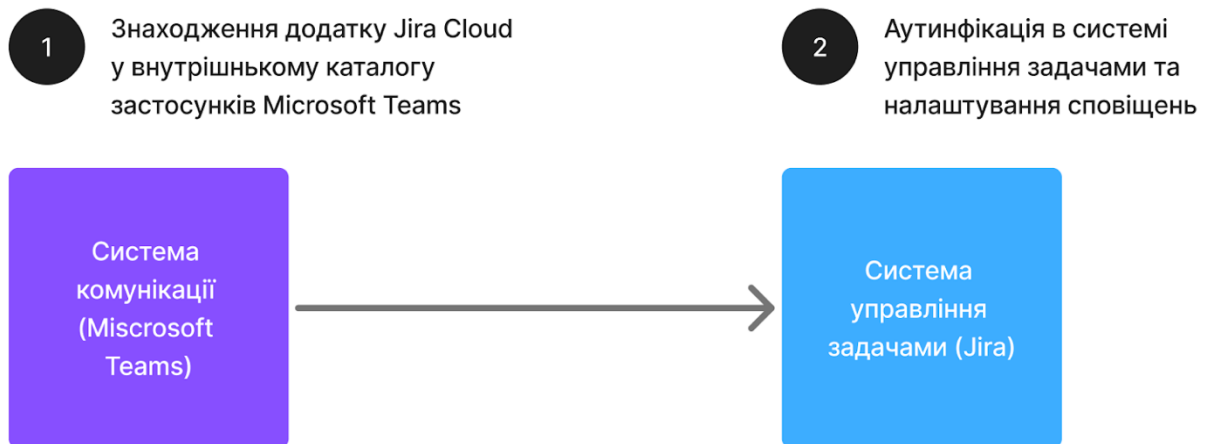 1
Знаходження додатку Jira Cloud
у внутрішнькому каталогу
застосунків Microsoft Teams
2
Аутинфікація в системі
управління задачами та
налаштування сповіщень
Система
комунікації
(Miscrosoft
Teams)
Система
управління
задачами (Jira)